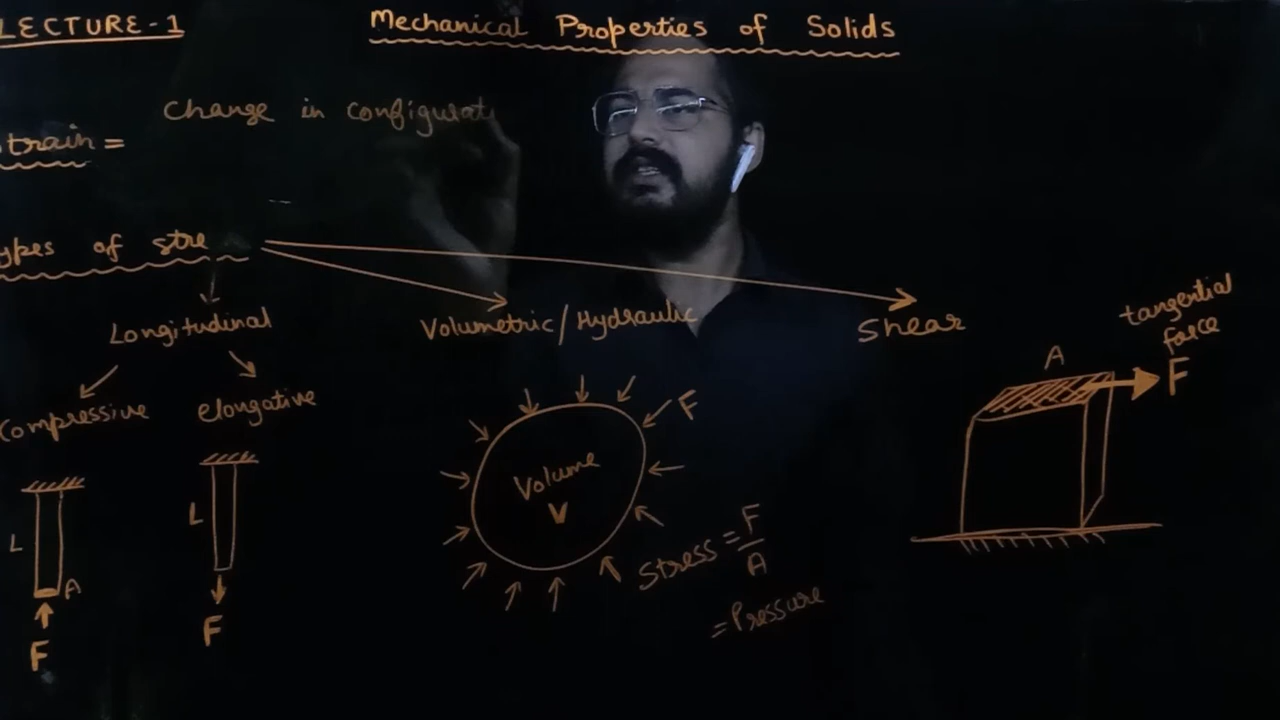 LECTURE-1
Mechanical Properties of Solids
Change in configurati
train =
ypes of stre
Longitudinal
Volumetric/Hydraulic
Shear
tangential
force
Compressive
elongative
A
F
F
Volume
V
L
L
A
F
F
Stress = F
A
= Pressure